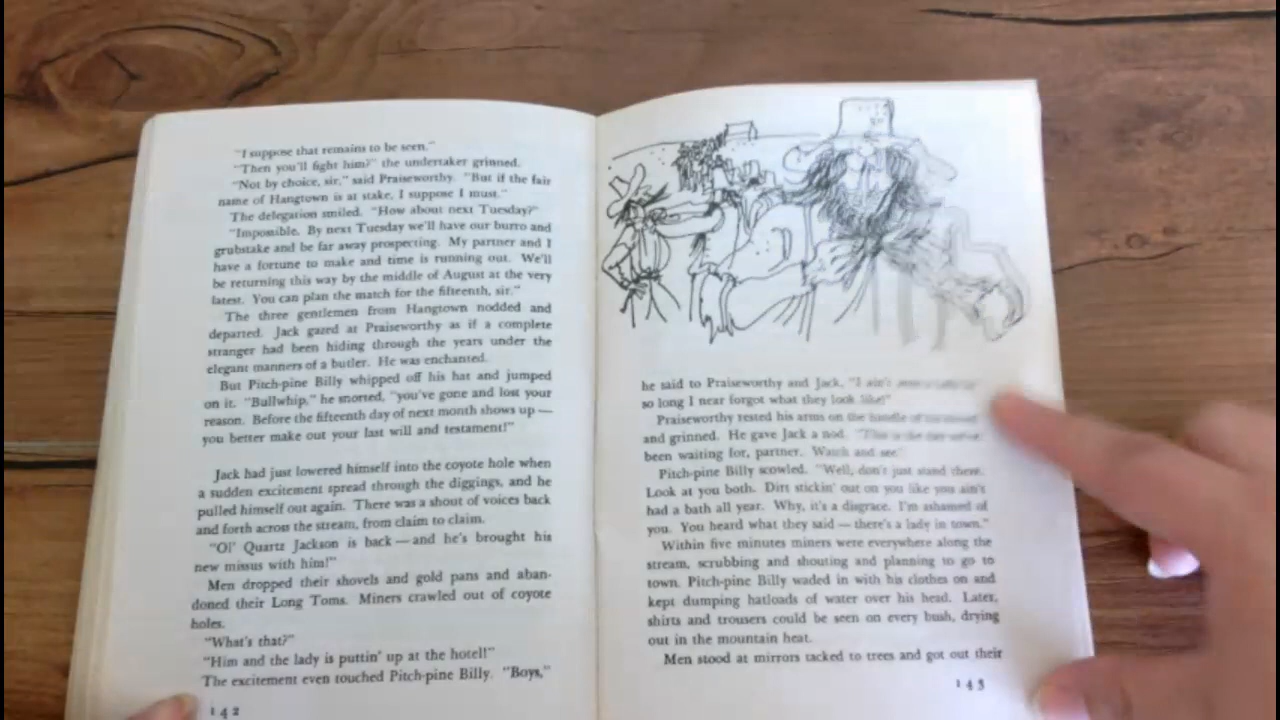 "I suppose that remains to be seen."
"Then you'll fight him?" the undertaker grinned.
"Not by choice, sir," said Praiseworthy. "But if the fair
name of Hangtown is at stake, I suppose I must."
The delegation smiled. "How about next Tuesday?"
"Impossible. By next Tuesday we'll have our burro and
grubstake and be far away prospecting. My partner and I
have a fortune to make and time is running out. We'll
be returning this way by the middle of August at the very
latest. You can plan the match for the fifteenth, sir."
The three gentlemen from Hangtown nodded and
departed. Jack gazed at Praiseworthy as if a complete
stranger had been hiding through the years under the
elegant manners of a butler. He was enchanted.
But Pitch-pine Billy whipped off his hat and jumped
on it. "Bullwhip," he snorted, "you've gone and lost your
reason. Before the fifteenth day of next month shows up —
you better make out your last will and testament!"
Jack had just lowered himself into the coyote hole when
a sudden excitement spread through the diggings, and he
pulled himself out again. There was a shout of voices back
and forth across the stream, from claim to claim.
"Ol' Quartz Jackson is back — and he's brought his
new missus with him!"
Men dropped their shovels and gold pans and aban-
doned their Long Toms. Miners crawled out of coyote
holes.
"What's that?"
"Him and the lady is puttin' up at the hotel!"
The excitement even touched Pitch-pine Billy. "Boys,"
142
he said to Praiseworthy and Jack, "I ain't seen a lady in
so long I near forgot what they look like!"
Praiseworthy rested his arms on the handle of
and grinned. He gave Jack a nod. "This is the day we've
been waiting for, partner. Watch and see."
Pitch-pine Billy scowled. "Well, don't just stand there.
Look at you both. Dirt stickin' out on you like you ain't
had a bath all year. Why, it's a disgrace. I'm ashamed of
you. You heard what they said — there's a lady in town."
Within five minutes miners were everywhere along the
stream, scrubbing and shouting and planning to go to
town. Pitch-pine Billy waded in with his clothes on and
kept dumping hatloads of water over his head. Later,
shirts and trousers could be seen on every bush, drying
out in the mountain heat.
Men stood at mirrors tacked to trees and got out their
143